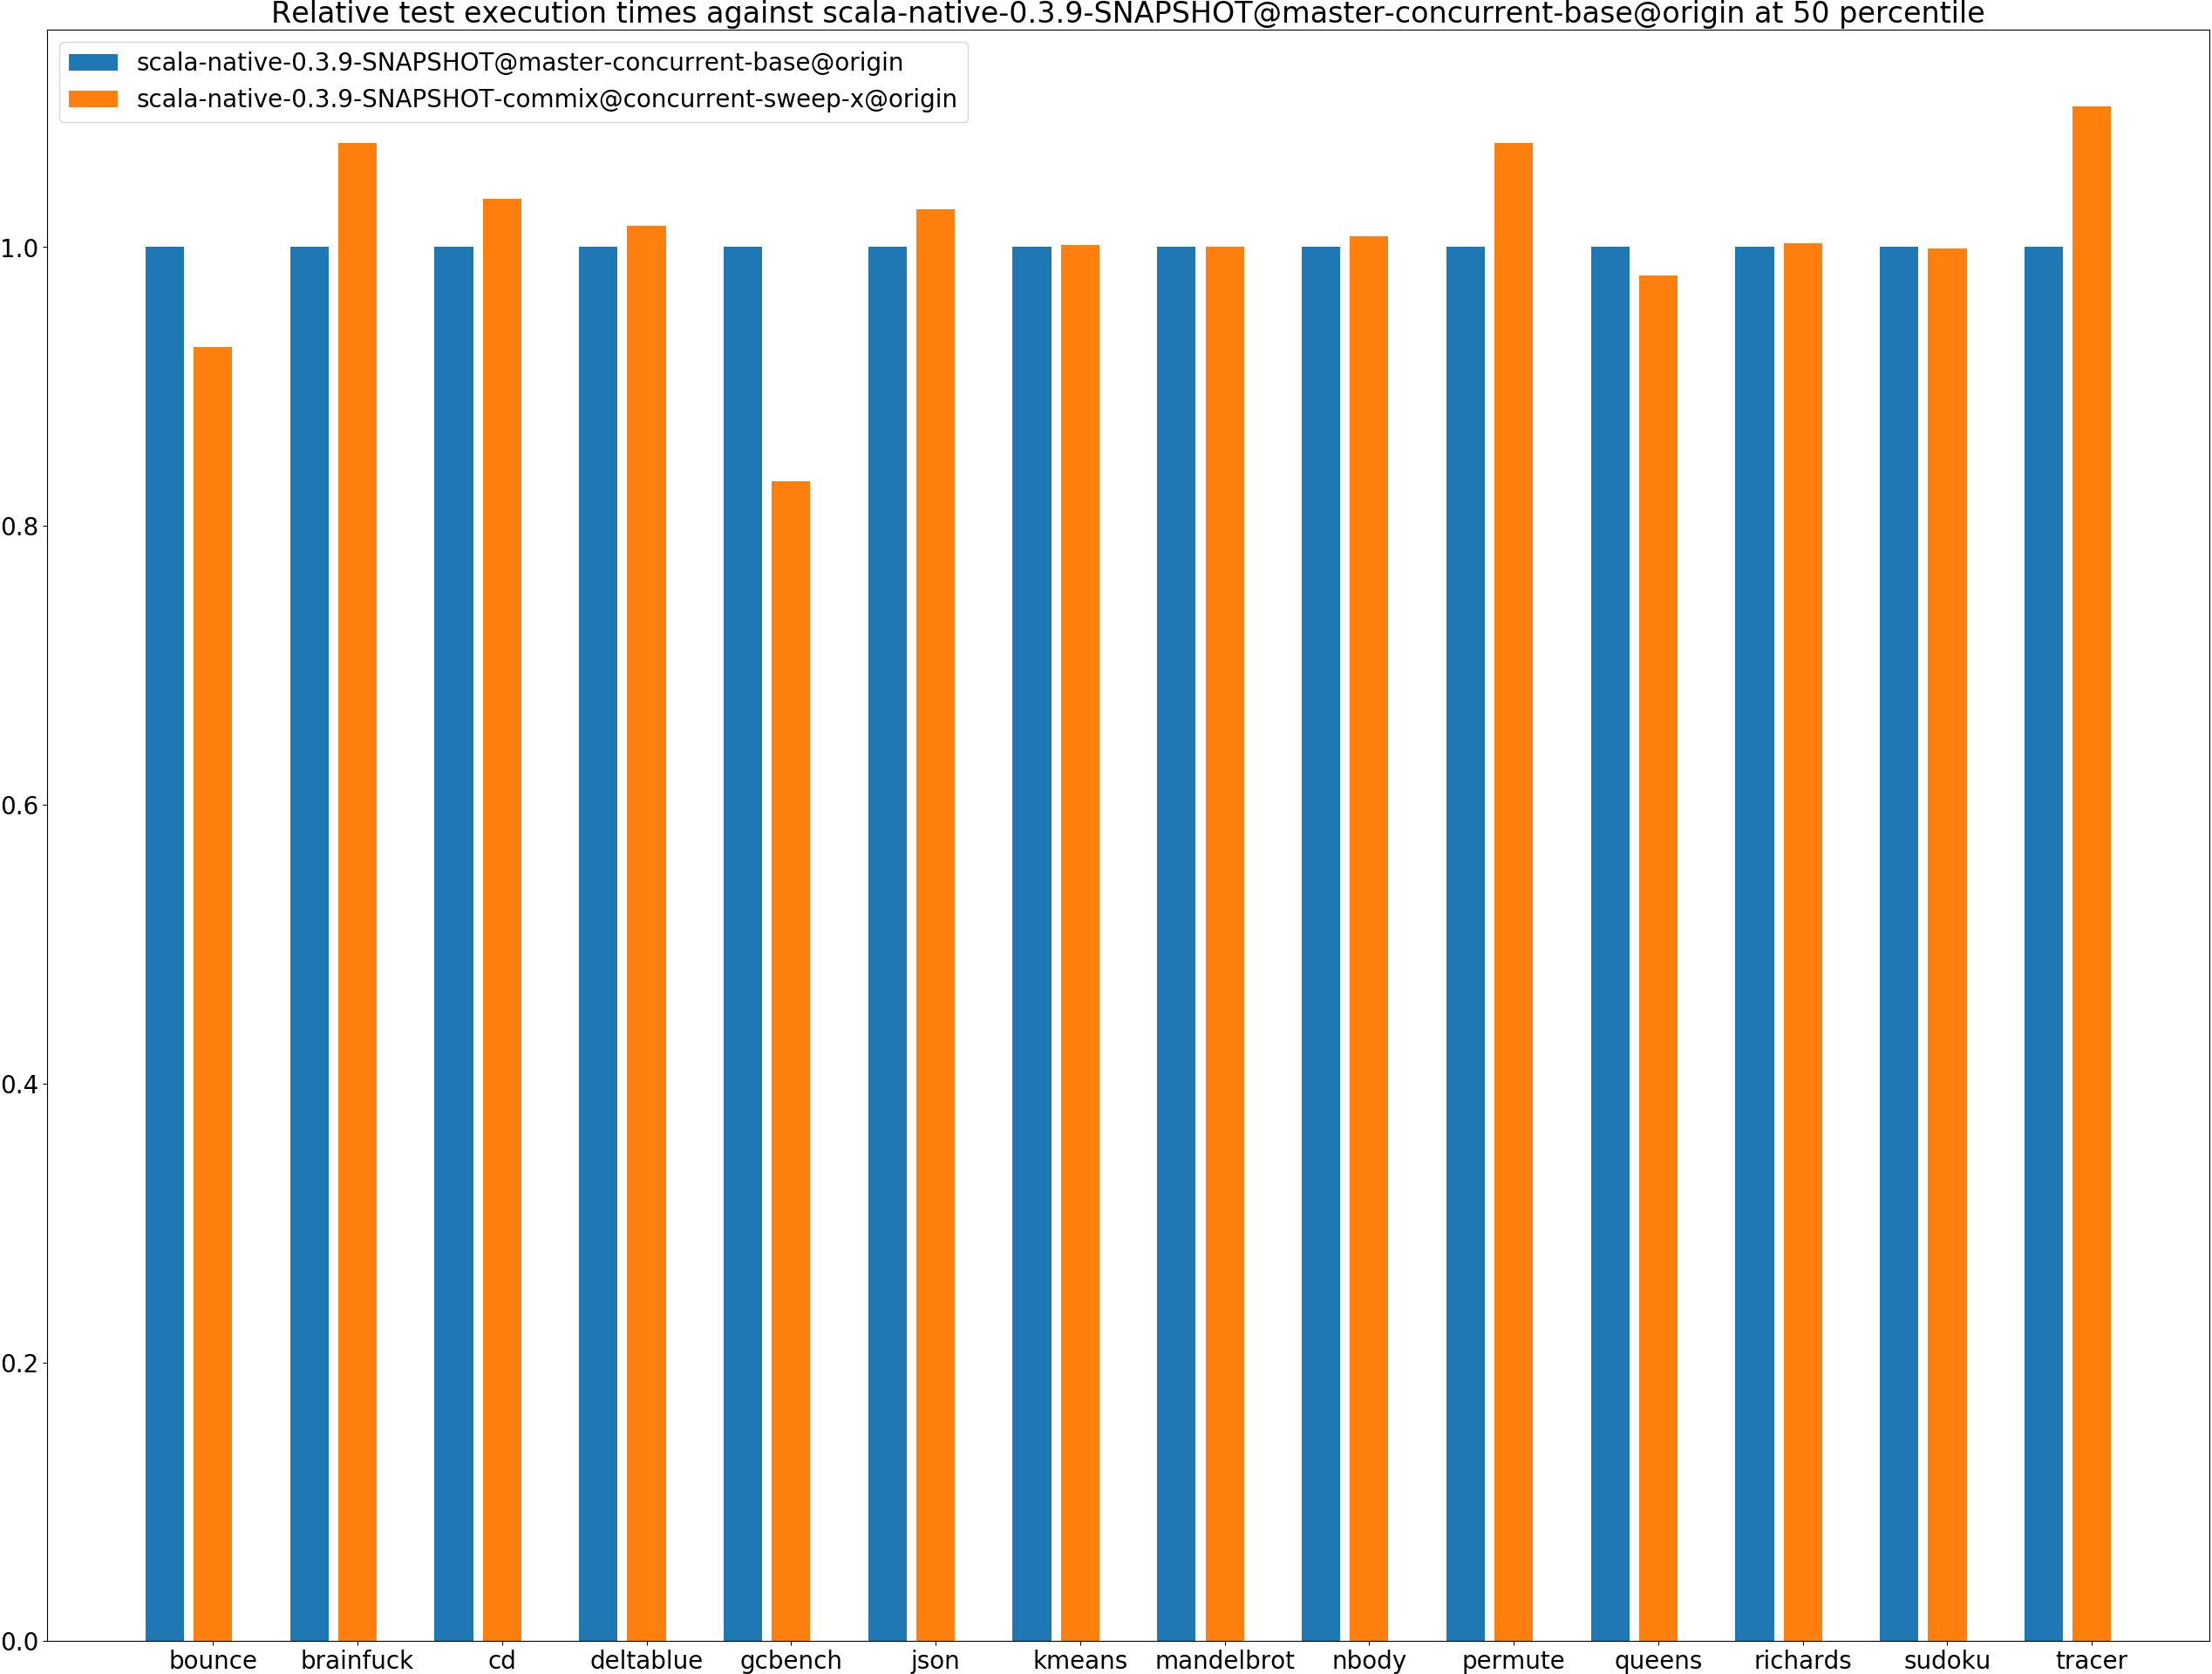 Relative test execution times against scala-native-0.3.9-SNAPSHOT@master-concurrent-base@origin at 50 percentile
scala-native-0.3.9-SNAPSHOT@master-concurrent-base@origin
scala-native-0.3.9-SNAPSHOT-commix@concurrent-sweep-x@origin
1.0
0.8
0.6
0.4
0.2
0.0
bounce brainfuck cd deltablue gcbench json kmeans mandelbrot nbody permute queens richards sudoku tracer